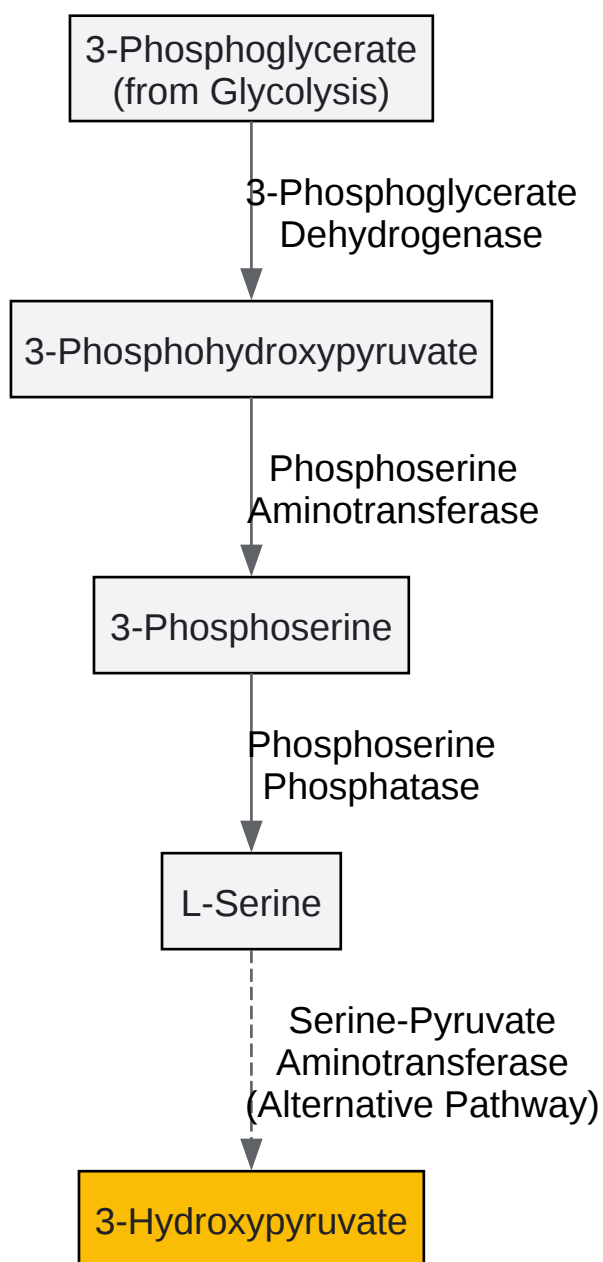 3-Phosphoglycerate
(from Glycolysis)
3-Phosphoglycerate
Dehydrogenase
3-Phosphohydroxypyruvate
Phosphoserine
Aminotransferase
3-Phosphoserine
Phosphoserine
Phosphatase
L-Serine
Serine-Pyruvate
Aminotransferase
(Alternative Pathway)
3-Hydroxypyruvate